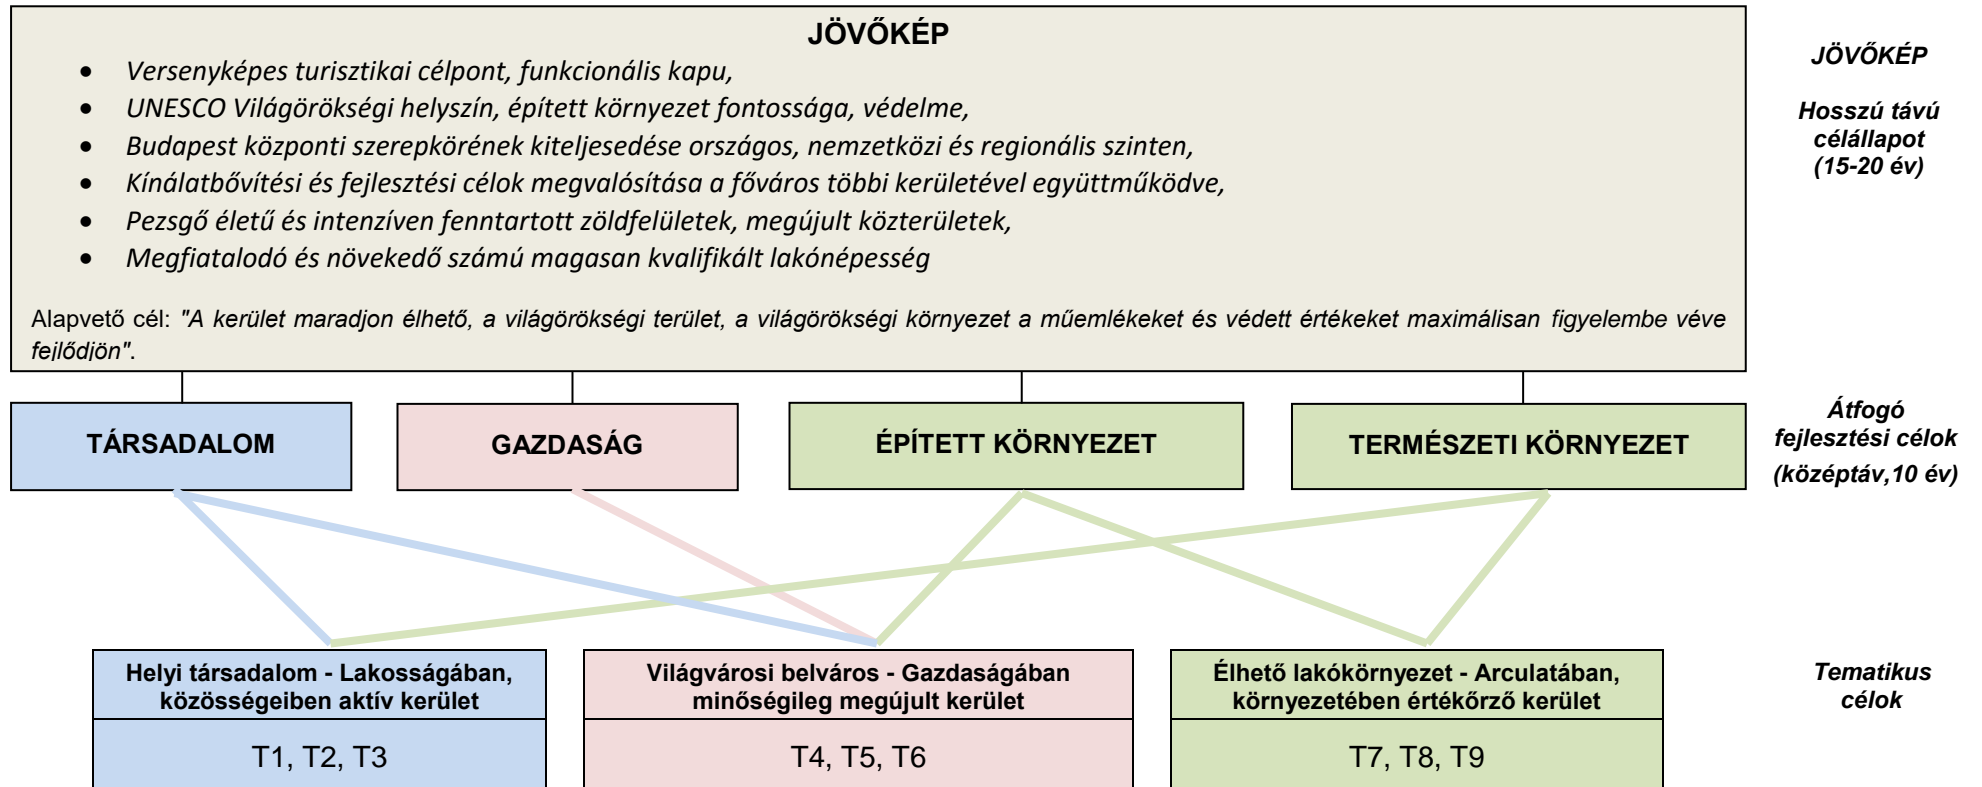 JÖVŐKÉP
• Versenyképes turisztikai célpont, funkcionális kapu,
• UNESCO Világörökségi helyszín, épített környezet fontossága, védelme,
• Budapest központi szerepkörének kiteljesedése országos, nemzetközi és regionális szinten,
• Kínálatbővítési és fejlesztési célok megvalósítása a főváros többi kerületével együttműködve,
• Pezsgő életű és intenzíven fenntartott zöldfelületek, megújult közterületek,
• Megfiatalodó és növekedő számú magasan kvalifikált lakónépesség
Alapvető cél: "A kerület maradjon élhető, a világörökségi terület, a világörökségi környezet a műemlékeket és védett értékeket maximálisan figyelembe véve
fejlődjön".
JÖVŐKÉP
Hosszú távú
célállapot
(15-20 év)
TÁRSADALOM
GAZDASÁG
ÉPÍTETT KÖRNYEZET
TERMÉSZETI KÖRNYEZET
Átfogó
fejlesztési célok
(középtáv,10 év)
Helyi társadalom - Lakosságában,
közösségeiben aktív kerület
T1, T2, T3
Világvárosi belváros - Gazdaságában
minőségileg megújult kerület
T4, T5, T6
Élhető lakókörnyezet - Arculatában,
környezetében értékőrző kerület
T7, T8, T9
Tematikus
célok